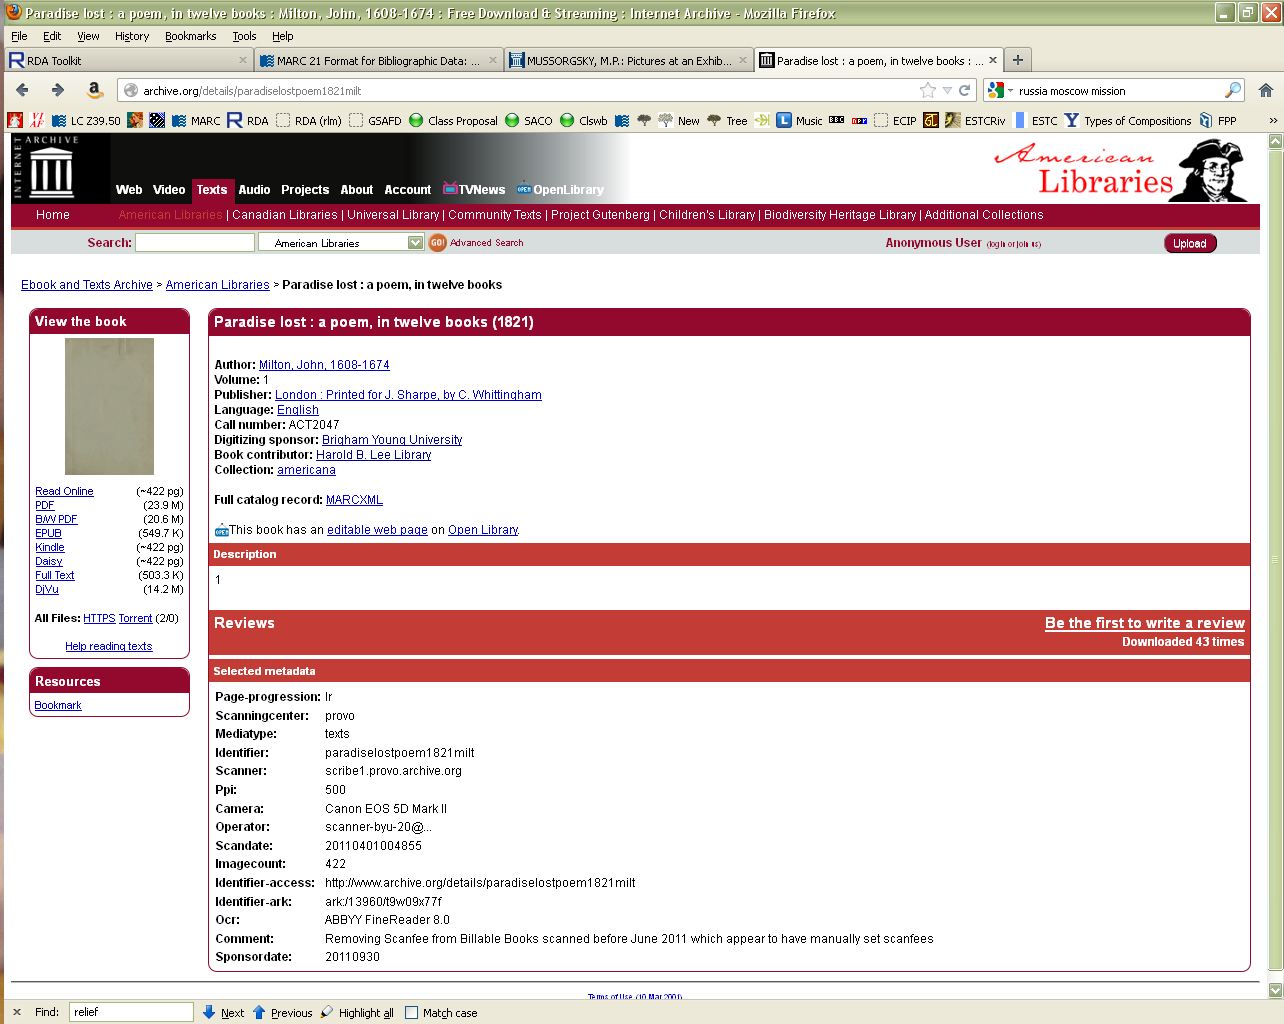 Paradise lost : a poem, in twelve books : Milton, John, 1608-1674 : Free Download & Streaming : Internet Archive - Mozilla Firefox
File Edit View History Bookmarks Tools Help
RDA Toolkit MARC 21 Format for Bibliographic Data: ... MUSSORGSKY, M.P.: Pictures at an Exhib... Paradise lost : a poem, in twelve books : ...
archive.org/details/paradiselostpoem1821milt russia moscow mission
LC Z39.50 MARC RDA RDA (rlm) GSAFD Class Proposal SACO Clswb New Tree Music BBC ECIP ESTCRiv ESTC Types of Compositions FPP
INTERNET ARCHIVE
American Libraries
Web Video Texts Audio Projects About Account TVNews OpenLibrary
Home American Libraries | Canadian Libraries | Universal Library | Community Texts | Project Gutenberg | Children's Library | Biodiversity Heritage Library | Additional Collections
Search: American Libraries GO! Advanced Search Anonymous User (log in or join us) Upload
Ebook and Texts Archive > American Libraries > Paradise lost : a poem, in twelve books
View the book
Read Online (~422 pg)
PDF (23.9 M)
B/W PDF (20.6 M)
EPUB (549.7 K)
Kindle (~422 pg)
Daisy (~422 pg)
Full Text (503.3 K)
DjVu (14.2 M)
All Files: HTTPS Torrent (2/0)
Help reading texts
Resources
Bookmark
Paradise lost : a poem, in twelve books (1821)
Author: Milton, John, 1608-1674
Volume: 1
Publisher: London : Printed for J. Sharpe, by C. Whittingham
Language: English
Call number: ACT2047
Digitizing sponsor: Brigham Young University
Book contributor: Harold B. Lee Library
Collection: americana
Full catalog record: MARCXML
OPEN This book has an editable web page on Open Library.
Description
1
Reviews Be the first to write a review
Downloaded 43 times
Selected metadata
Page-progression: lr
Scanningcenter: provo
Mediatype: texts
Identifier: paradiselostpoem1821milt
Scanner: scribe1.provo.archive.org
Ppi: 500
Camera: Canon EOS 5D Mark II
Operator: scanner-byu-20@...
Scandate: 20110401004855
Imagecount: 422
Identifier-access: http://www.archive.org/details/paradiselostpoem1821milt
Identifier-ark: ark:/13960/t9w09x77f
Ocr: ABBYY FineReader 8.0
Comment: Removing Scanfee from Billable Books scanned before June 2011 which appear to have manually set scanfees
Sponsordate: 20110930
Terms of Use (10 Mar 2001)
Find: relief Next Previous Highlight all Match case